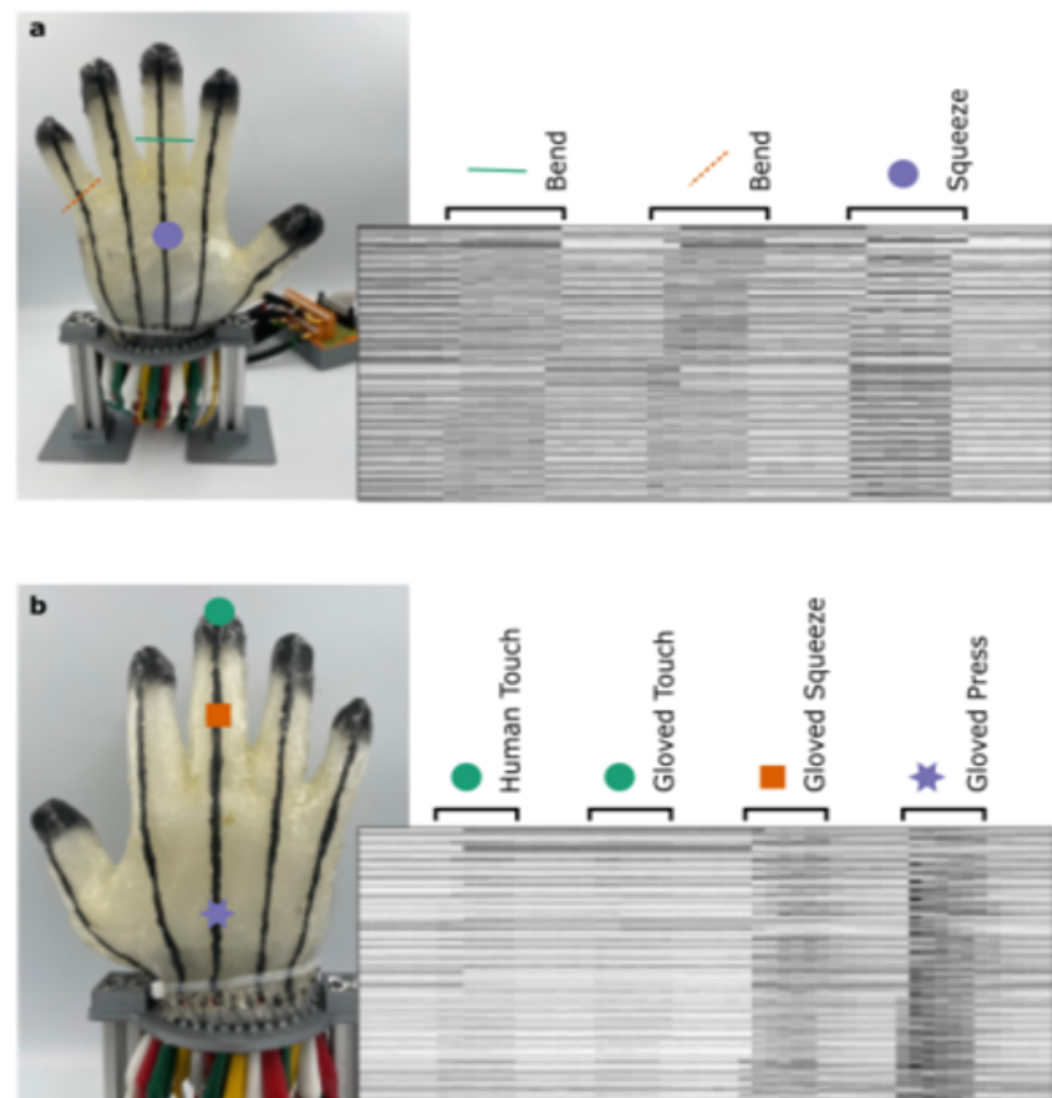 a
Bend
Bend
Squeeze
b
Human Touch
Gloved Touch
Gloved Squeeze
Gloved Press